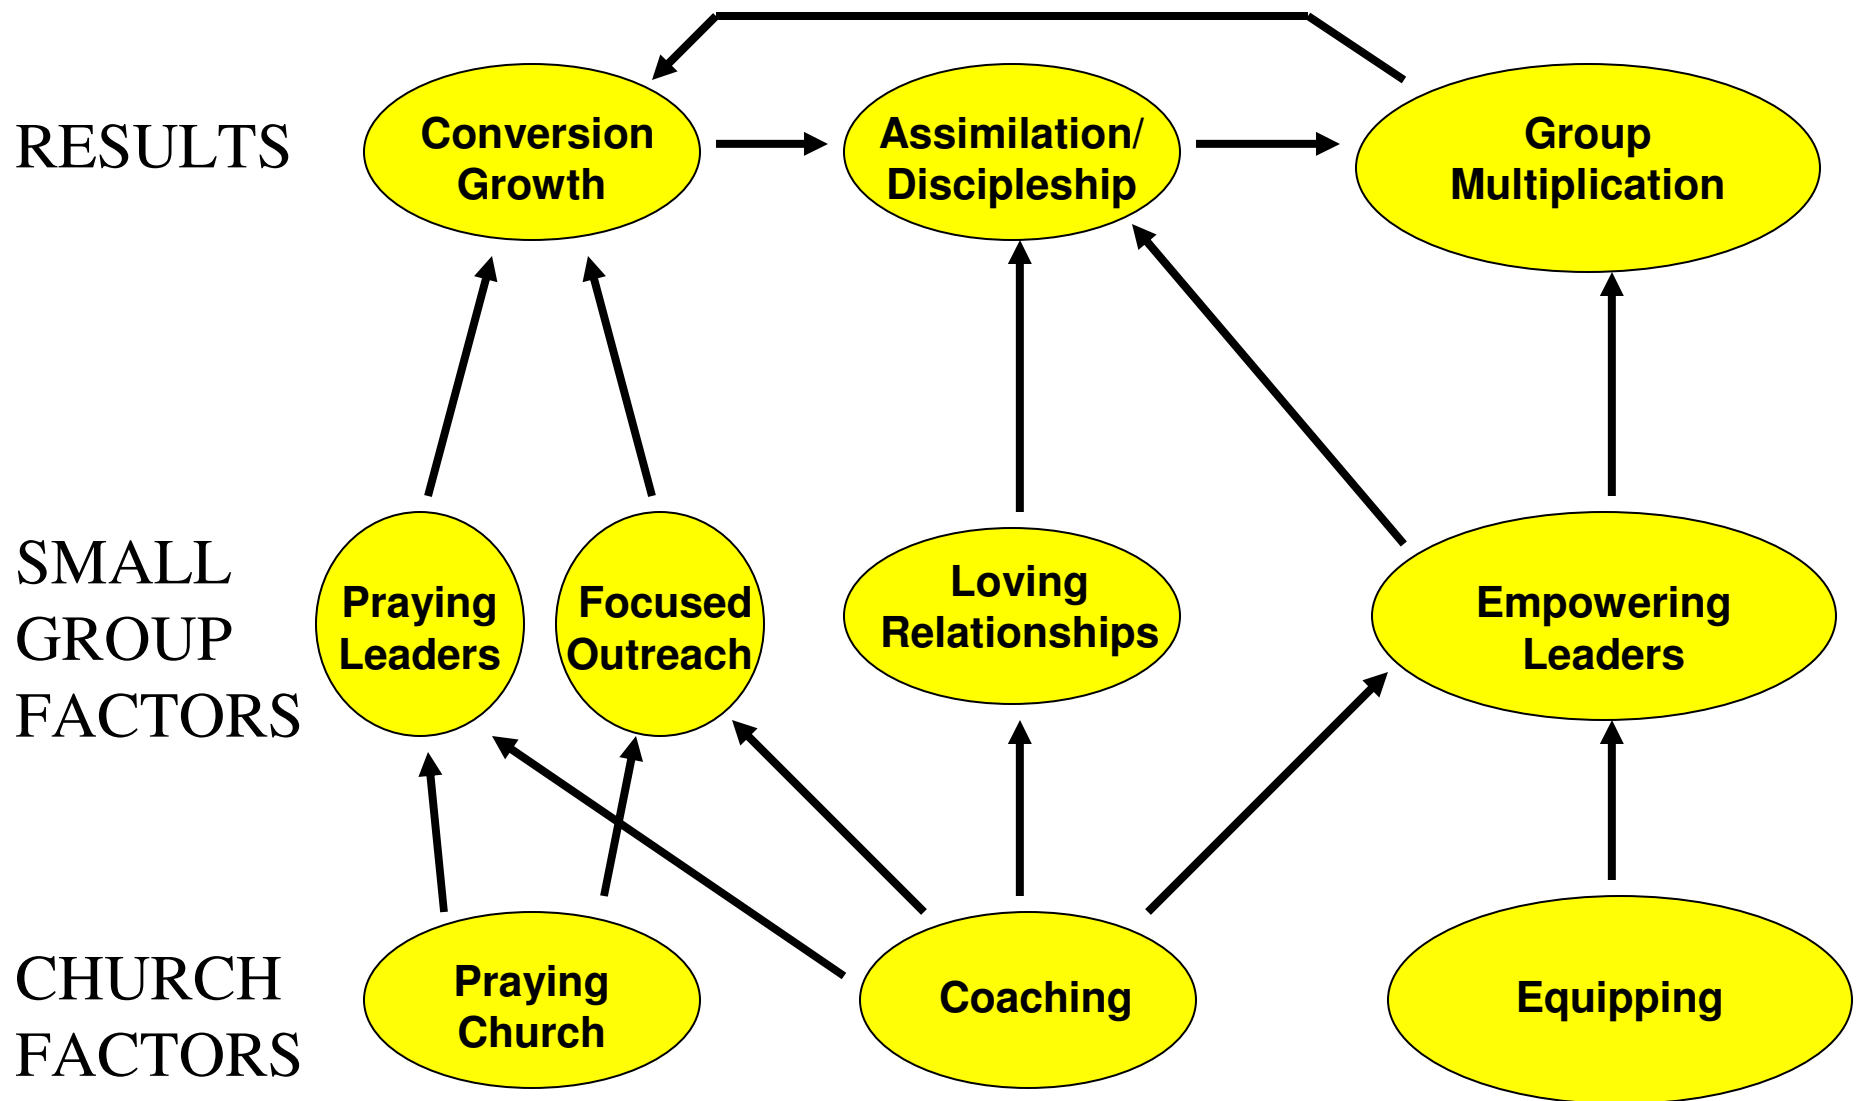 RESULTS
Conversion
Growth
Assimilation/
Discipleship
Group
Multiplication
SMALL
GROUP
FACTORS
Praying
Leaders
Focused
Outreach
Loving
Relationships
Empowering
Leaders
CHURCH
FACTORS
Praying
Church
Coaching
Equipping